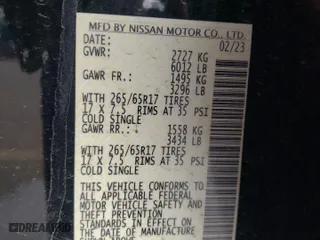 MFD BY NISSAN MOTOR CO., LTD.
DATE: 02/23
GVWR: 2727 KG
6012 LB
GAWR FR.: 1495 KG
3296 LB
WITH 265/65R17 TIRES
17 X 7.5 RIMS AT 35 PSI
COLD SINGLE
GAWR RR.: 1558 KG
3434 LB
WITH 265/65R17 TIRES
17 X 7.5 RIMS AT 35 PSI
COLD SINGLE
THIS VEHICLE CONFORMS TO
ALL APPLICABLE FEDERAL
MOTOR VEHICLE SAFETY AND
THEFT PREVENTION
STANDARDS IN EFFECT ON
THE DATE OF MANUFACTURE